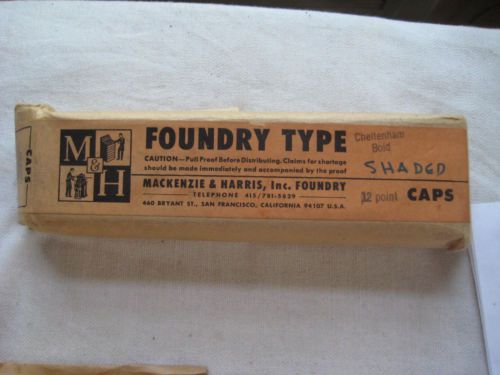 CAPS
M
&
H
FOUNDRY TYPE
CAUTION—Pull Proof Before Distributing. Claims for shortage
should be made immediately and accompanied by the proof
MACKENZIE & HARRIS, Inc. FOUNDRY
TELEPHONE 415/781-5629
460 BRYANT ST., SAN FRANCISCO, CALIFORNIA 94107 U.S.A.
Cheltenham
Bold
SHADED
12 point CAPS